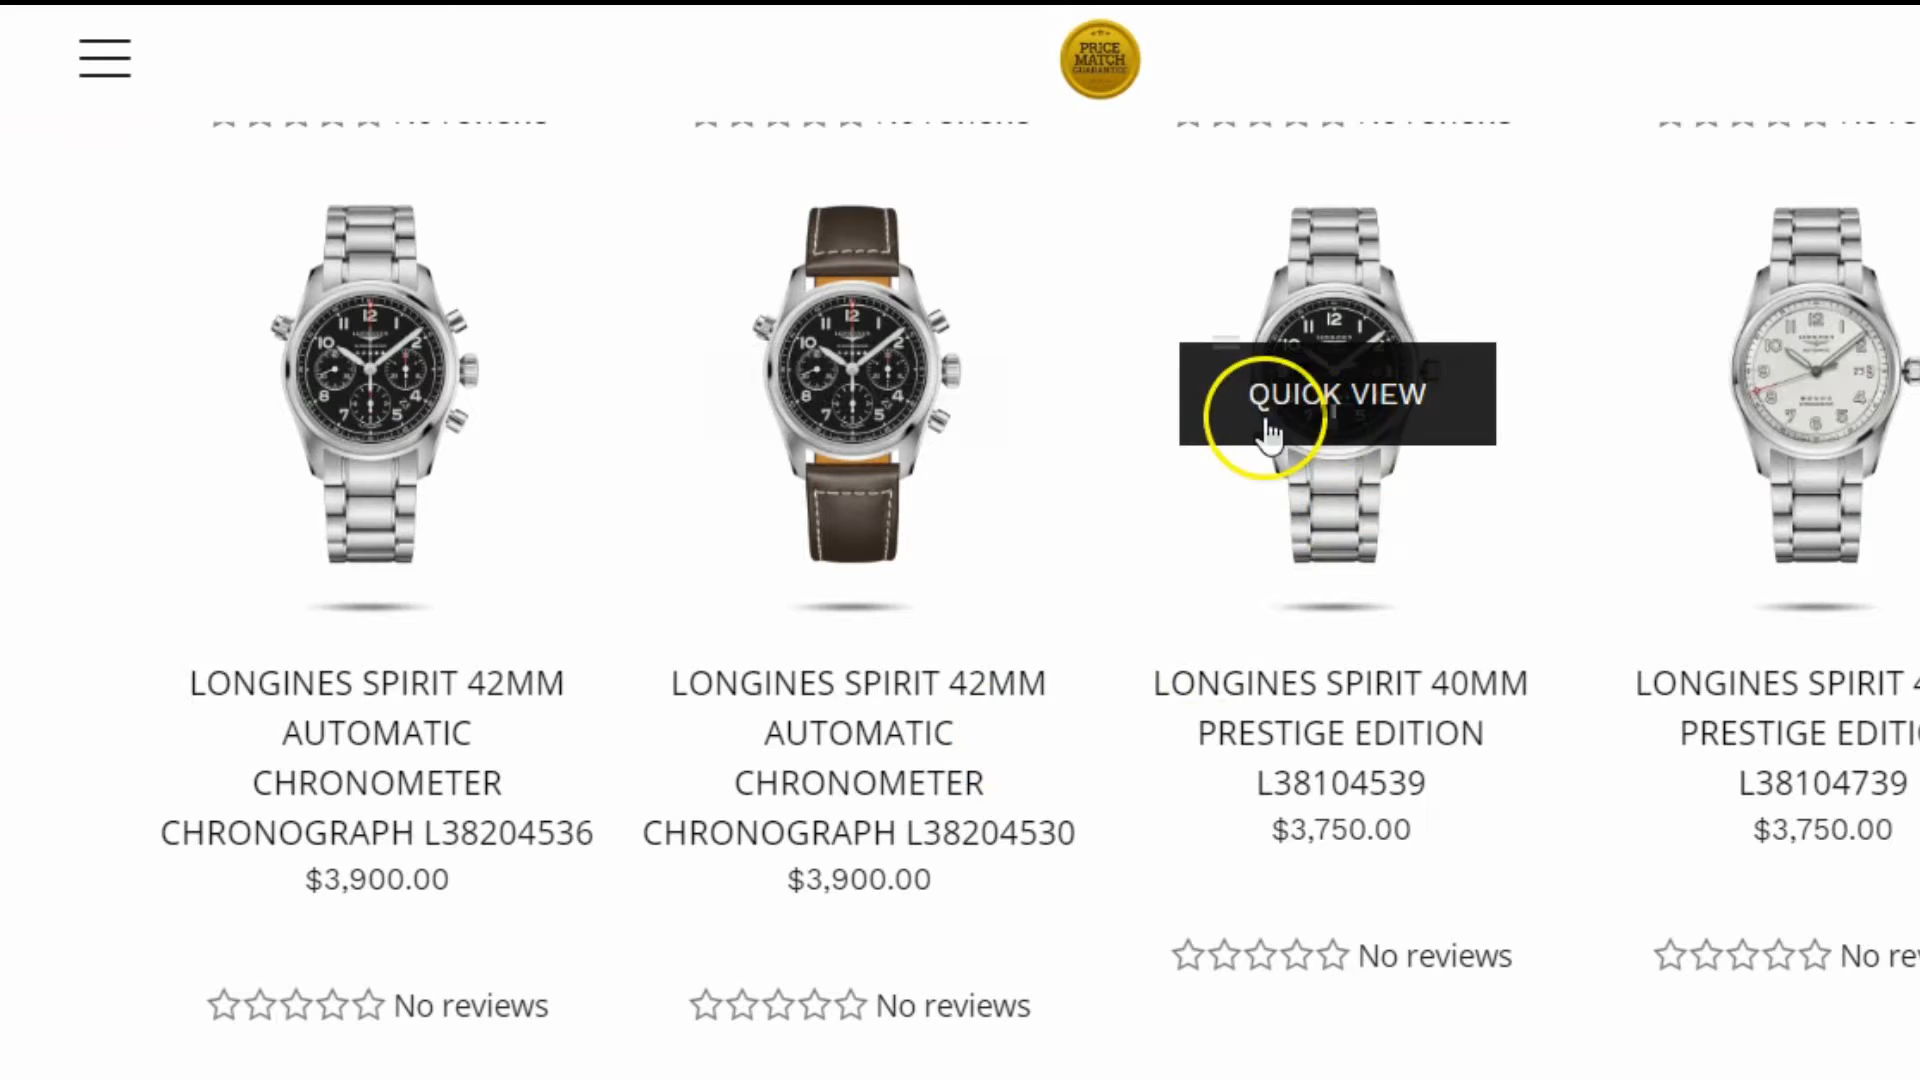 PRICE
MATCH
GUARANTEE
QUICK VIEW
LONGINES SPIRIT 42MM
AUTOMATIC
CHRONOMETER
CHRONOGRAPH L38204536
$3,900.00
No reviews
LONGINES SPIRIT 42MM
AUTOMATIC
CHRONOMETER
CHRONOGRAPH L38204530
$3,900.00
No reviews
LONGINES SPIRIT 40MM
PRESTIGE EDITION
L38104539
$3,750.00
No reviews
LONGINES SPIRIT 4
PRESTIGE EDITI
L38104739
$3,750.00
No re